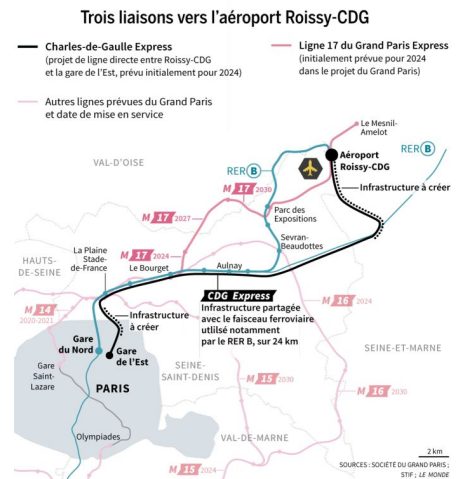 Trois liaisons vers l'aéroport Roissy-CDG
Charles-de-Gaulle Express
(projet de ligne directe entre Roissy-CDG
et la gare de l'Est, prévu initialement pour 2024)
Ligne 17 du Grand Paris Express
(initialement prévue pour 2024
dans le projet du Grand Paris)
Autres lignes prévues du Grand Paris
et date de mise en service
Le Mesnil-
Amelot
RER B
Aéroport
Roissy-CDG
VAL-D'OISE
RER B
Infrastructure à créer
M 17 2030
Parc des
Expositions
M 17 2027
Sevran-
Beaudottes
La Plaine
Stade-
de-France
M 17 2024
HAUTS-
DE-SEINE
Le Bourget
Aulnay
CDG Express
Infrastructure partagée
avec le faisceau ferroviaire
utilsé notamment
par le RER B, sur 24 km
M 16 2024
M 14
2020-2021
Infrastructure
à créer
Gare
du Nord
Gare
de l'Est
Gare
Saint-
Lazare
SEINE-ET-MARNE
SEINE-
SAINT-DENIS
PARIS
M 15 2030
M 16 2030
Olympiades
VAL-DE-MARNE
M 15 2024
2 km
SOURCES : SOCIÉTÉ DU GRAND PARIS ;
STIF ; LE MONDE